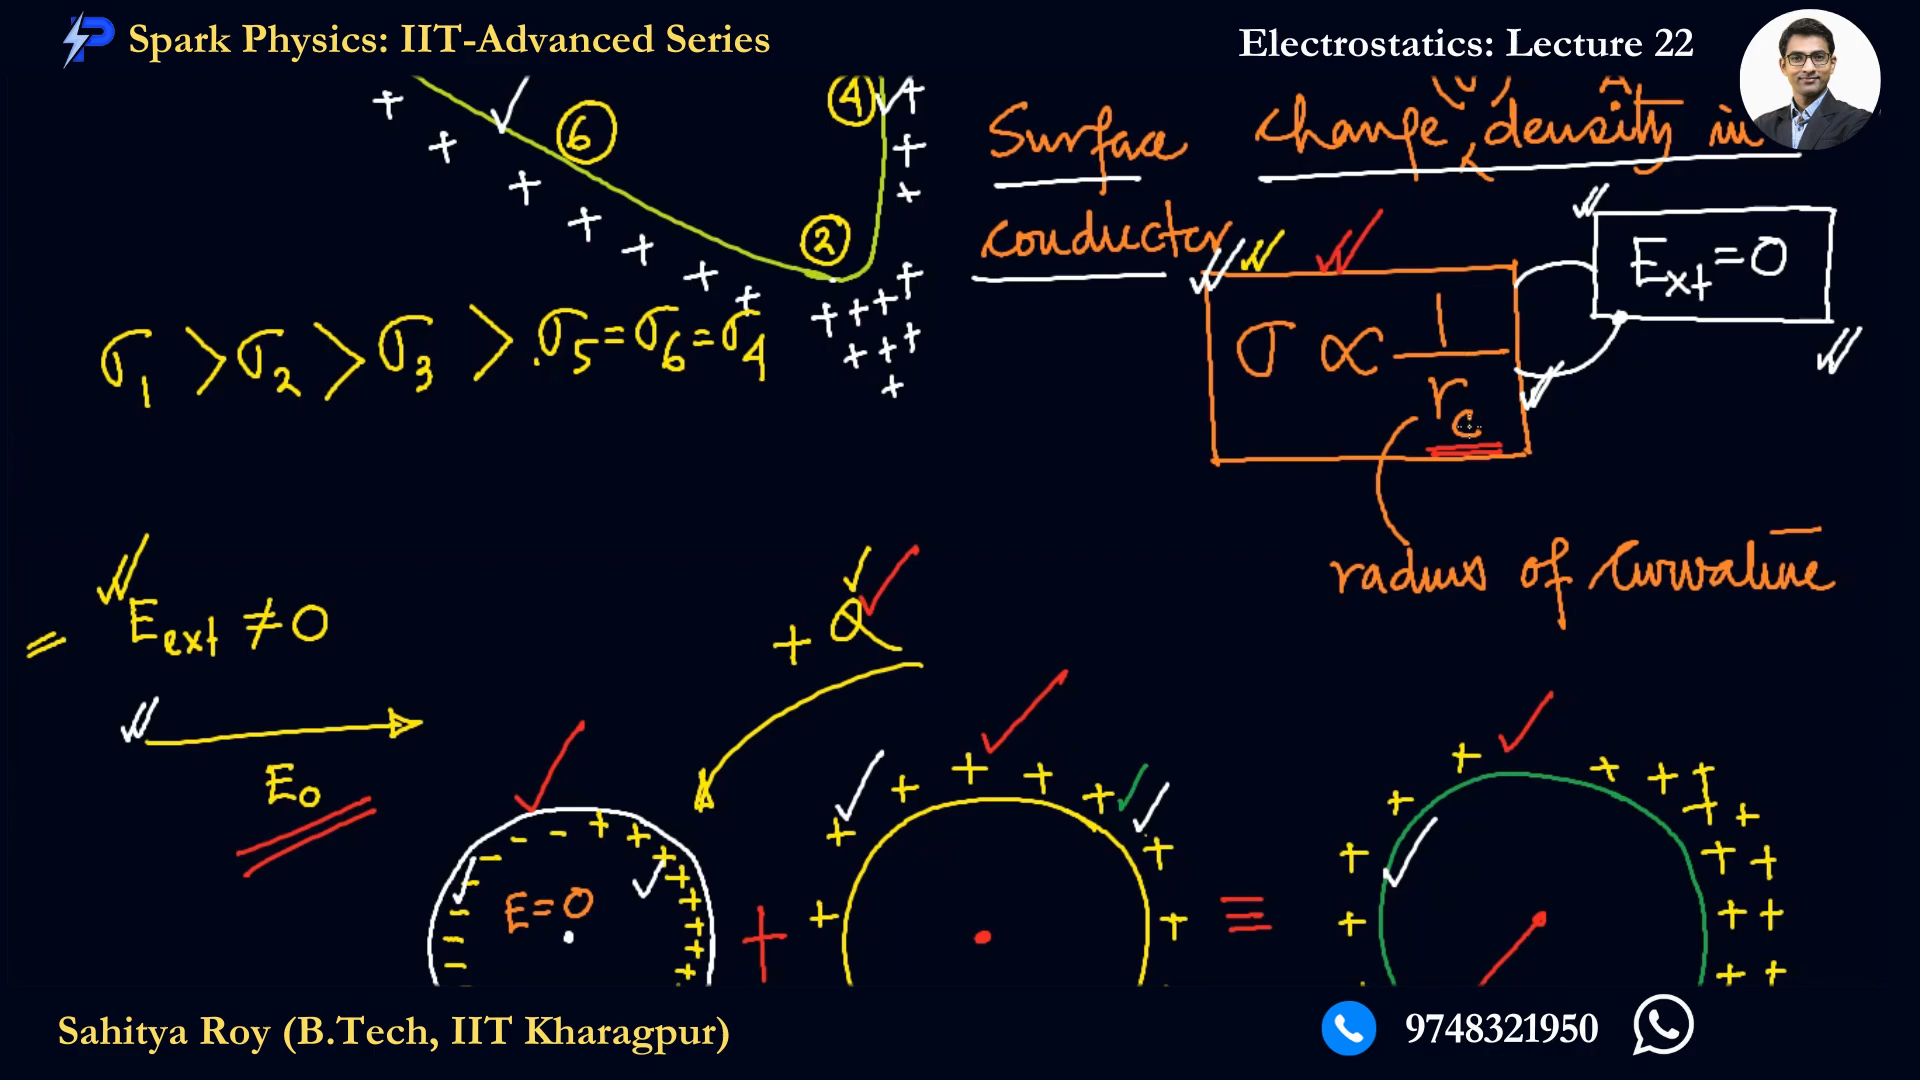 Spark Physics: IIT-Advanced Series
Electrostatics: Lecture 22
Surface charge density in
conductor
6
4
2
σ1 > σ2 > σ3 > σ5 = σ6 = σ4
σ ∝ 1/rc
Ext = 0
radius of curvature
Eext ≠ 0
+ Q
E0
E = 0
+
≡
Sahitya Roy (B.Tech, IIT Kharagpur)
9748321950